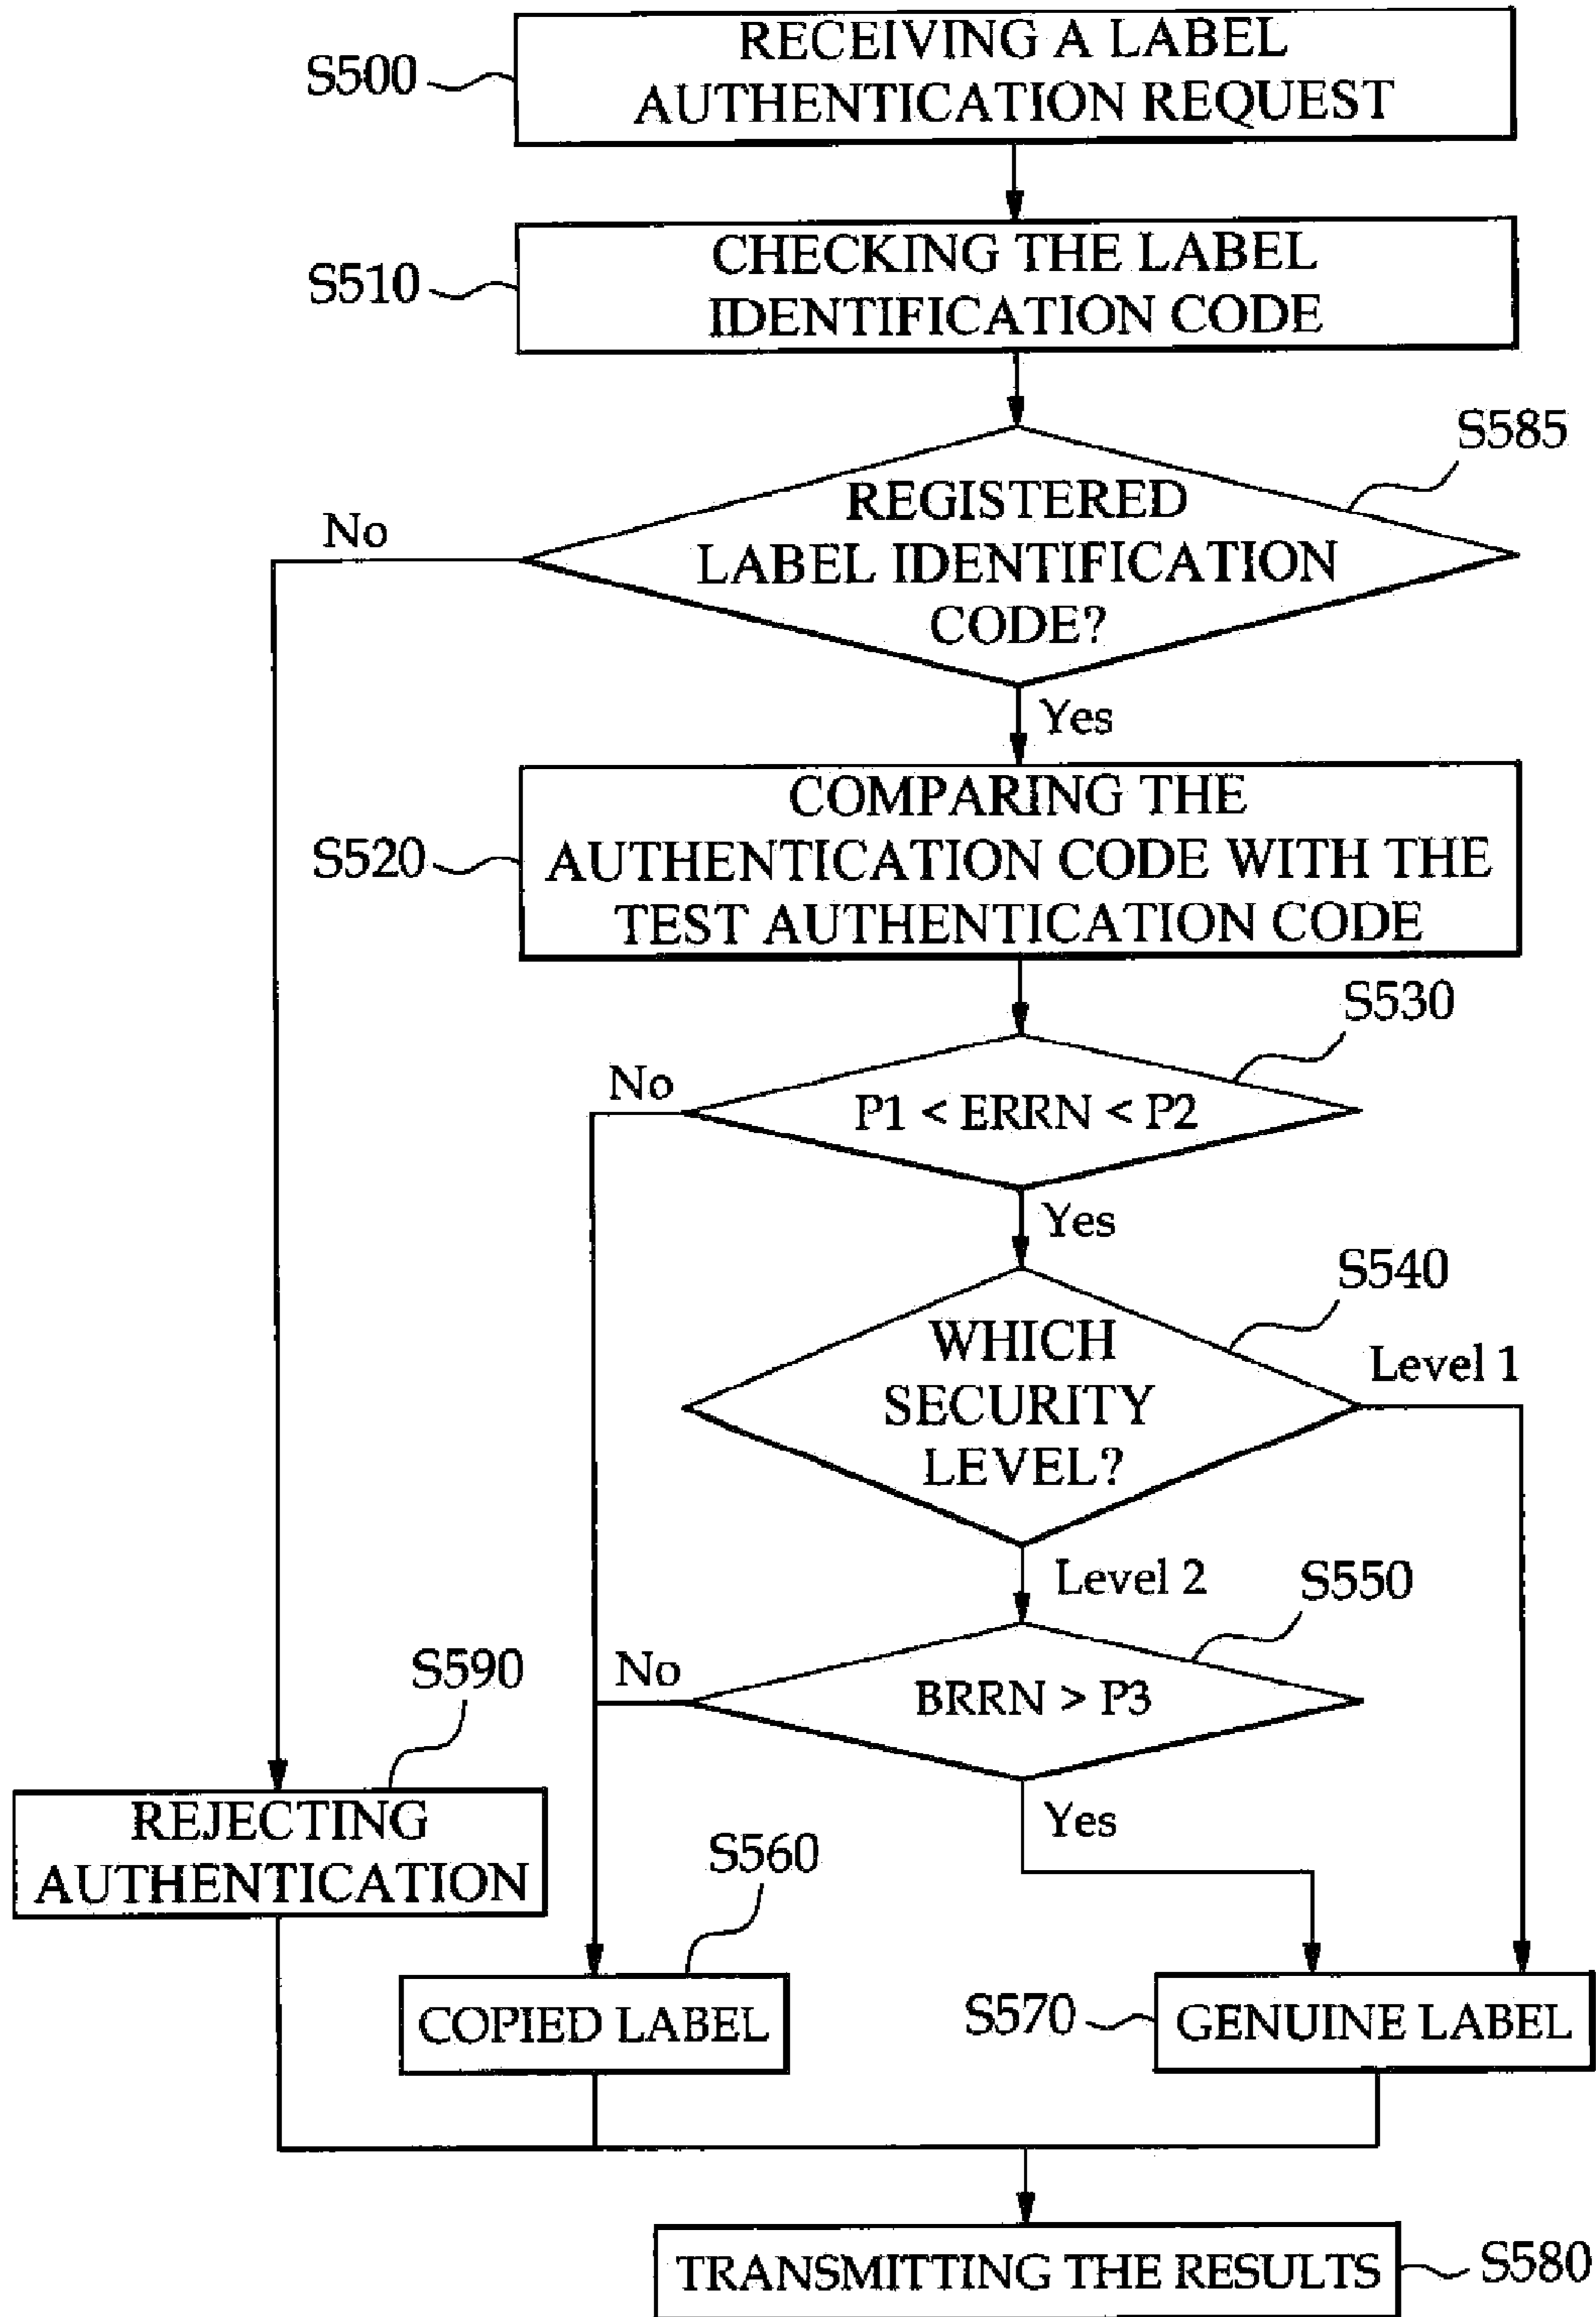 RECEIVING A LABEL
AUTHENTICATION REQUEST
S500
CHECKING THE LABEL
IDENTIFICATION CODE
S510
S585
REGISTERED
LABEL IDENTIFICATION
CODE?
No
Yes
COMPARING THE
AUTHENTICATION CODE WITH THE
TEST AUTHENTICATION CODE
S520
S530
No
P1 < ERRN < P2
Yes
S540
WHICH
SECURITY
LEVEL?
Level 1
Level 2
S550
No
BRRN > P3
Yes
S590
REJECTING
AUTHENTICATION
S560
COPIED LABEL
S570
GENUINE LABEL
TRANSMITTING THE RESULTS
S580